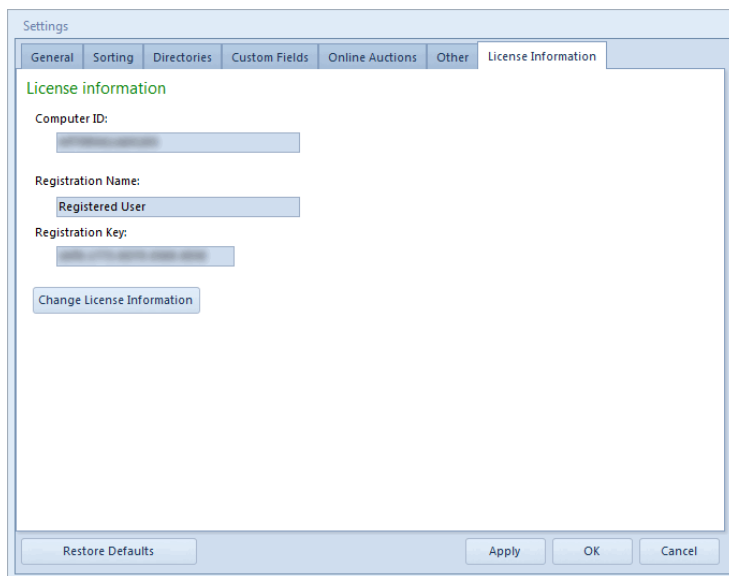 Settings
General Sorting Directories Custom Fields Online Auctions Other License Information
License information
Computer ID:
Registration Name:
Registered User
Registration Key:
Change License Information
Restore Defaults Apply OK Cancel